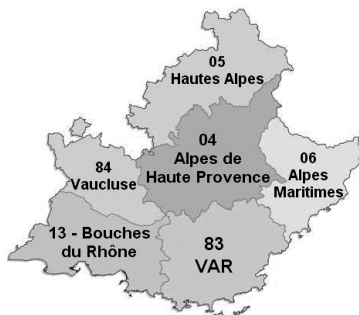 05
Hautes Alpes
04
Alpes de
Haute Provence
06
Alpes
Maritimes
84
Vaucluse
13 - Bouches
du Rhône
83
VAR